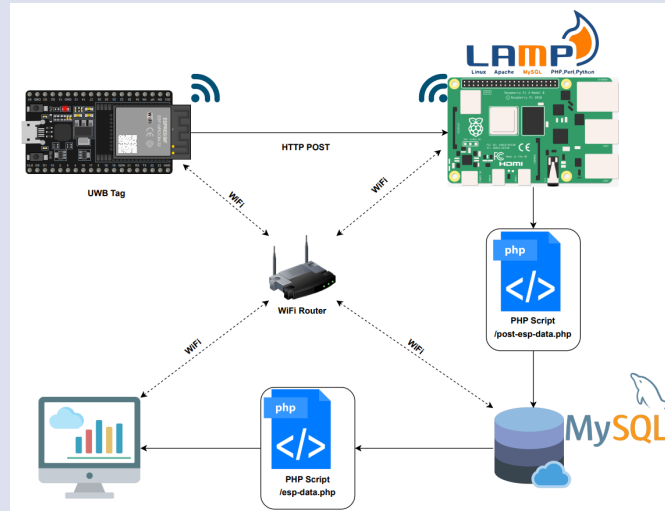 LAMP
Linux Apache MySQL PHP,Perl,Python
HTTP POST
UWB Tag
HDMI
WiFi
WiFi
php
</>
PHP Script
/post-esp-data.php
WiFi Router
WiFi
WiFi
php
</>
PHP Script
/esp-data.php
MySQL